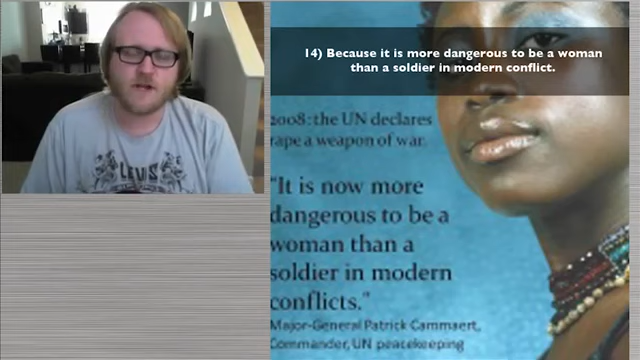 14) Because it is more dangerous to be a woman
than a soldier in modern conflict.
LEVI'S
2008: the UN declares
rape a weapon of war.
"It is now more
dangerous to be a
woman than a
soldier in modern
conflicts."
Major-General Patrick Cammaert,
Commander, UN peacekeeping